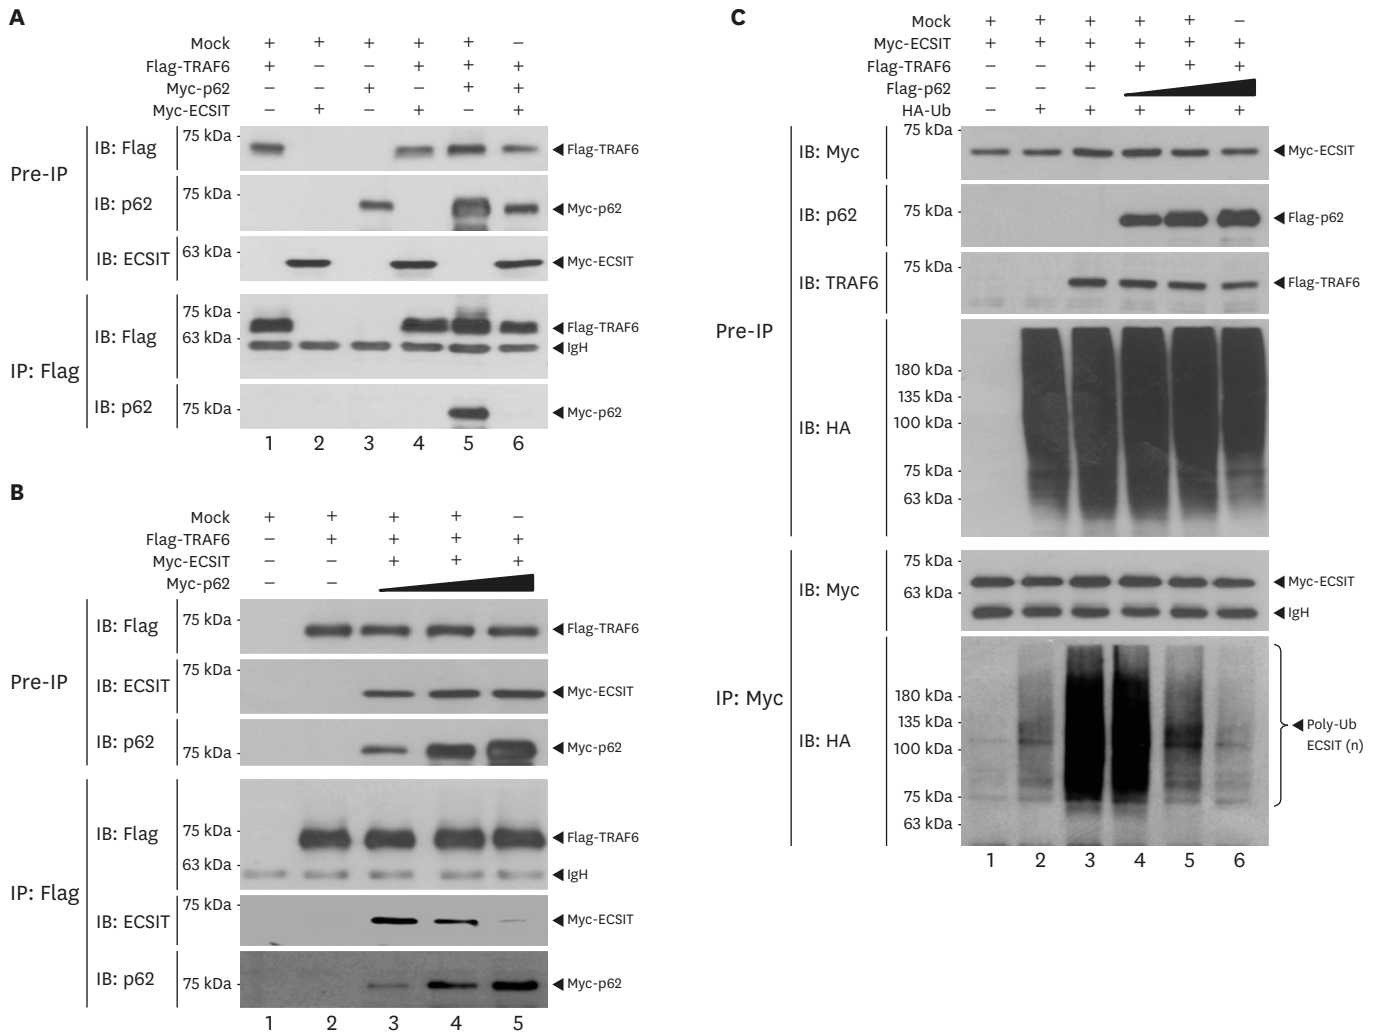 A
Mock + + + + + –
Flag-TRAF6 + – – + + +
Myc-p62 – – + – + +
Myc-ECSIT – + – + – +
Pre-IP
IB: Flag 75 kDa Flag-TRAF6
IB: p62 75 kDa Myc-p62
IB: ECSIT 63 kDa Myc-ECSIT
IP: Flag
IB: Flag 75 kDa Flag-TRAF6
63 kDa IgH
IB: p62 75 kDa Myc-p62
1 2 3 4 5 6
B
Mock + + + + –
Flag-TRAF6 – + + + +
Myc-ECSIT – – + + +
Myc-p62 – –
Pre-IP
IB: Flag 75 kDa Flag-TRAF6
IB: ECSIT 75 kDa Myc-ECSIT
IB: p62 75 kDa Myc-p62
IP: Flag
IB: Flag 75 kDa Flag-TRAF6
63 kDa IgH
IB: ECSIT 75 kDa Myc-ECSIT
IB: p62 75 kDa Myc-p62
1 2 3 4 5
C
Mock + + + + + –
Myc-ECSIT + + + + + +
Flag-TRAF6 – – + + + +
Flag-p62 – – –
HA-Ub – + + + + +
Pre-IP
IB: Myc 75 kDa Myc-ECSIT
IB: p62 75 kDa Flag-p62
IB: TRAF6 75 kDa Flag-TRAF6
IB: HA
180 kDa
135 kDa
100 kDa
75 kDa
63 kDa
IP: Myc
IB: Myc 75 kDa Myc-ECSIT
63 kDa IgH
IB: HA
180 kDa
135 kDa Poly-Ub
100 kDa ECSIT (n)
75 kDa
63 kDa
1 2 3 4 5 6